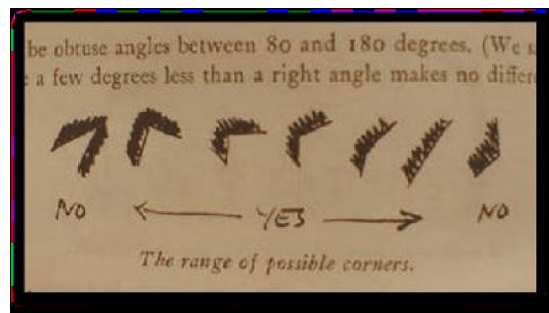 be obtuse angles between 80 and 180 degrees. (We
a few degrees less than a right angle makes no
NO YES NO
The range of possible corners.